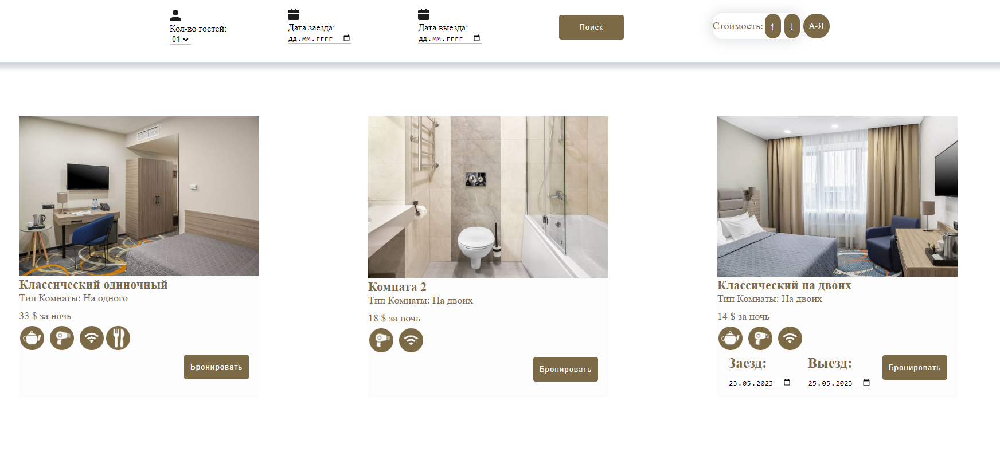 Кол-во гостей:
01
Дата заезда:
дд.мм.гггг
Дата выезда:
дд.мм.гггг
Поиск
Стоимость: ↑ ↓ А-Я
Классический одиночный
Тип Комнаты: На одного
33 $ за ночь
Бронировать
Комната 2
Тип Комнаты: На двоих
18 $ за ночь
Бронировать
Классический на двоих
Тип Комнаты: На двоих
14 $ за ночь
Заезд:
23.05.2023
Выезд:
25.05.2023
Бронировать